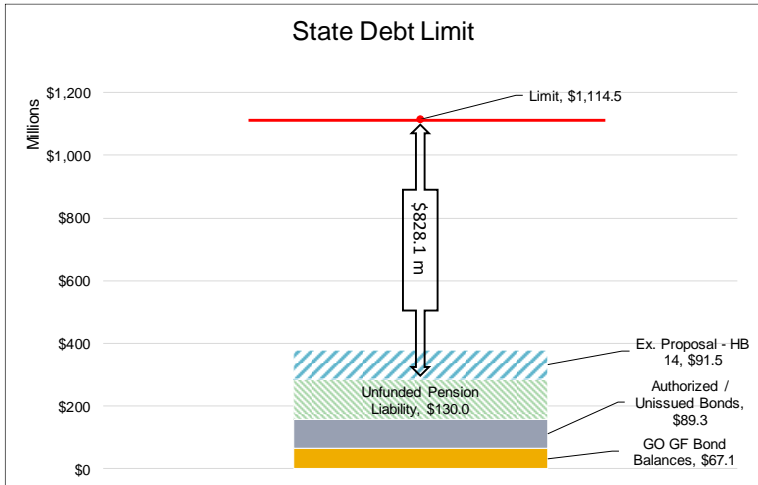 State Debt Limit
Millions
$1,200
$1,000
$800
$600
$400
$200
$0
Limit, $1,114.5
$828.1 m
Ex. Proposal - HB
14, $91.5
Unfunded Pension
Liability, $130.0
Authorized /
Unissued Bonds,
$89.3
GO GF Bond
Balances, $67.1